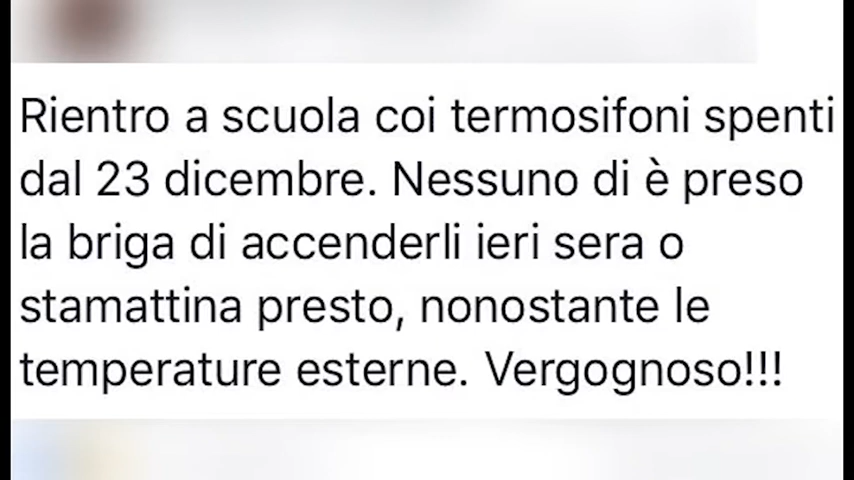 Rientro a scuola coi termosifoni spenti
dal 23 dicembre. Nessuno di è preso
la briga di accenderli ieri sera o
stamattina presto, nonostante le
temperature esterne. Vergognoso!!!